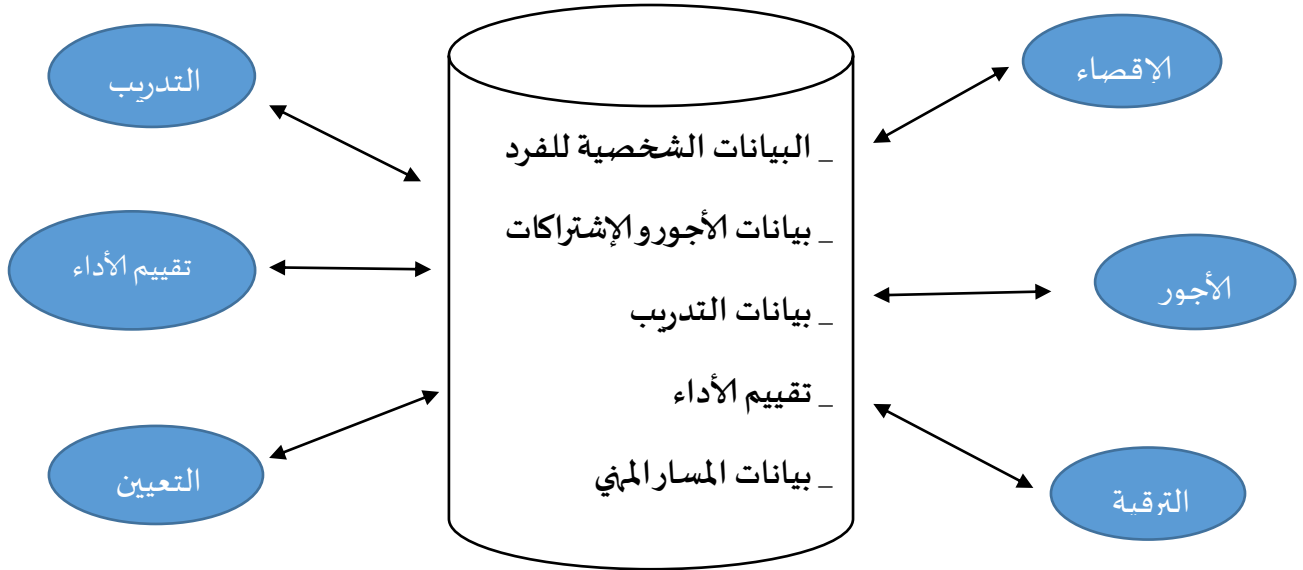 الإقصاء
التدريب
_ البيانات الشخصية للفرد
_ بيانات الأجور والإشتراكات
تقييم الأداء
الأجور
_ بيانات التدريب
_ تقييم الأداء
_ بيانات المسار المهني
التعيين
الترقية